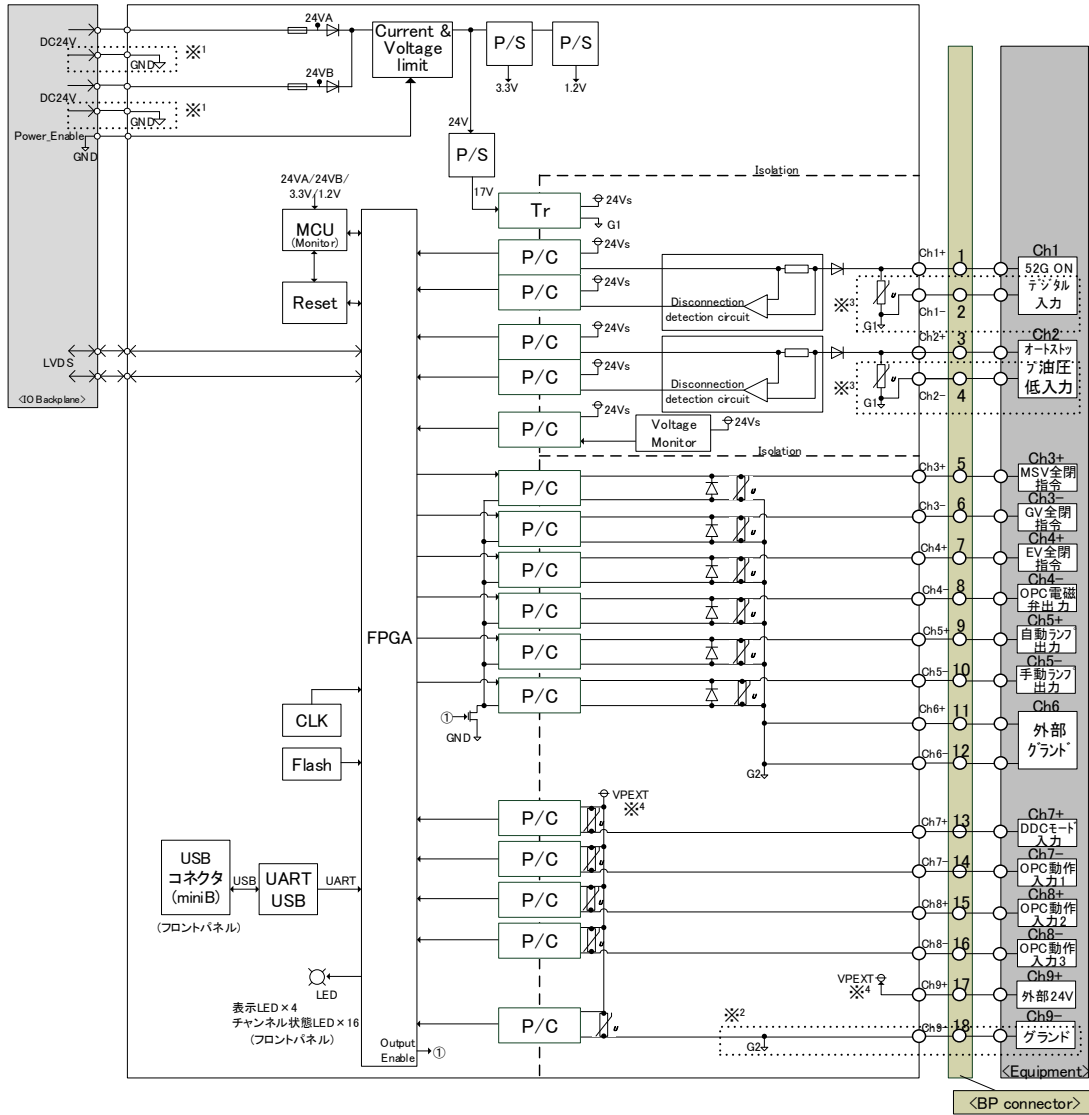 24VA
DC24V
※1
GND
Current &
Voltage
limit
P/S
P/S
3.3V
1.2V
24VB
DC24V
※1
GND
Power_Enable
GND
24V
P/S
17V
Isolation
24VA/24VB/
3.3V/1.2V
MCU
(Monitor)
Reset
LVDS
<IO Backplane>
Tr
24Vs
G1
P/C
24Vs
P/C
24Vs
Disconnection
detection circuit
※3
u
G1
Ch1+
1
Ch1-
2
Ch1
52G ON
デジタル
入力
P/C
24Vs
P/C
24Vs
Disconnection
detection circuit
※3
u
G1
Ch2+
3
Ch2-
4
Ch2
オートストッ
プ油圧
低入力
P/C
24Vs
Voltage
Monitor
24Vs
Isolation
P/C
u
Ch3+
5
Ch3+
MSV全閉
指令
P/C
u
Ch3-
6
Ch3-
GV全閉
指令
P/C
u
Ch4+
7
Ch4+
EV全閉
指令
P/C
u
Ch4-
8
Ch4-
OPC電磁
弁出力
FPGA
P/C
u
Ch5+
9
Ch5+
自動ランプ
出力
P/C
u
Ch5-
10
Ch5-
手動ランプ
出力
CLK
①
GND
Ch6+
11
Ch6
外部
グランド
Ch6-
12
G2
Flash
VPEXT
※4
P/C
u
Ch7+
13
Ch7+
DDCモード
入力
P/C
u
Ch7-
14
Ch7-
OPC動作
入力1
P/C
u
Ch8+
15
Ch8+
OPC動作
入力2
P/C
u
Ch8-
16
Ch8-
OPC動作
入力3
USB
コネクタ
(miniB)
USB
UART
USB
UART
(フロントパネル)
LED
表示LED×4
チャンネル状態LED×16
(フロントパネル)
VPEXT
※4
Ch9+
17
Ch9+
外部24V
P/C
u
※2
G2
Ch9-
18
Ch9-
グランド
Output
Enable
①
<Equipment>
<BP connector>